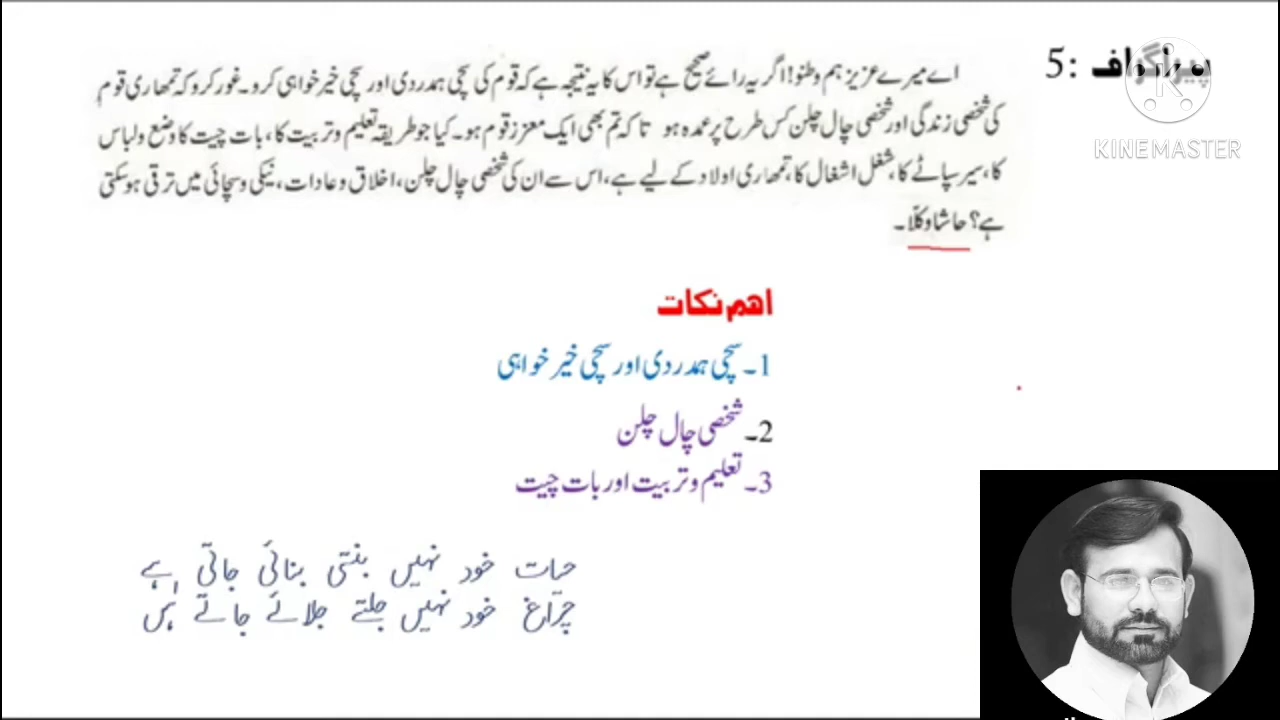 پیراگراف 5:
KINEMASTER
اے میرے عزیز ہم وطنو! اگر یہ رائے صحیح ہے تو اس کا یہ نتیجہ ہے کہ قوم کی سچی ہمدردی اور سچی خیر خواہی کرو۔ غور کرو کہ تمھاری قوم
کی شخصی زندگی اور شخصی چال چلن کس طرح پر عمدہ ہو تا کہ تم بھی ایک معزز قوم ہو۔ کیا جو طریقہ تعلیم و تربیت کا، بات چیت کا وضع و لباس
کا، سیر سپاٹے کا، شغل اشغال کا، تمھاری اولاد کے لیے ہے، اس سے ان کی شخصی چال چلن، اخلاق و عادات، نیکی و سچائی میں ترقی ہو سکتی
ہے؟ حاشا و کلّا۔
اہم نکات
1۔ سچی ہمدردی اور سچی خیر خواہی
2۔ شخصی چال چلن
3۔ تعلیم و تربیت اور بات چیت
حیات خود نہیں بنتی بنائی جاتی ہے
چراغ خود نہیں جلتے جلائے جاتے ہیں